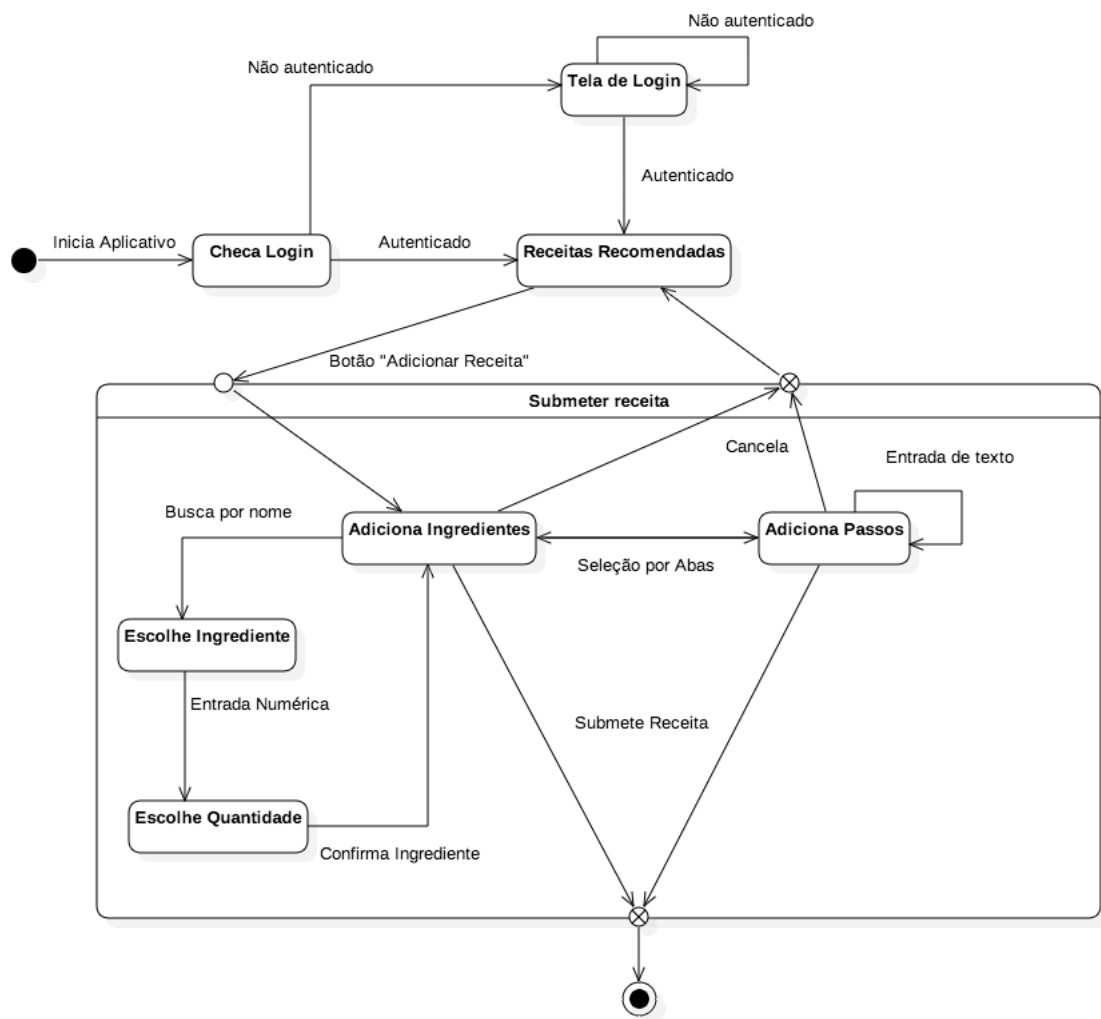 Não autenticado
Não autenticado
Tela de Login
Autenticado
Inicia Aplicativo
Checa Login
Autenticado
Receitas Recomendadas
Botão "Adicionar Receita"
Submeter receita
Cancela
Entrada de texto
Busca por nome
Adiciona Ingredientes
Adiciona Passos
Seleção por Abas
Escolhe Ingrediente
Entrada Numérica
Submete Receita
Escolhe Quantidade
Confirma Ingrediente